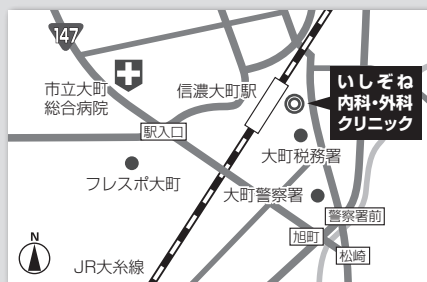 147
市立大町
総合病院
信濃大町駅
いしぞね
内科・外科
クリニック
駅入口
大町税務署
フレスポ大町
大町警察署
警察署前
旭町
松崎
N
JR大糸線